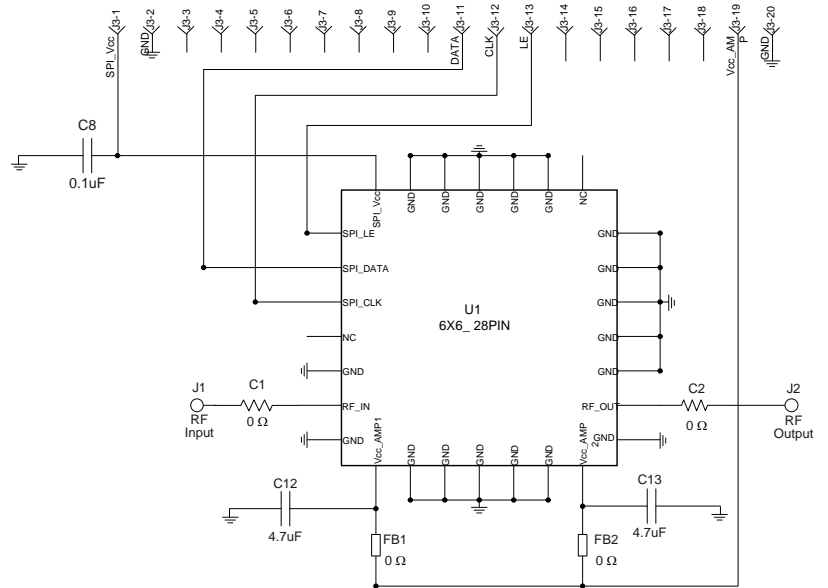 J3-1
J3-2
J3-3
J3-4
J3-5
J3-6
J3-7
J3-8
J3-9
J3-10
J3-11
J3-12
J3-13
J3-14
J3-15
J3-16
J3-17
J3-18
J3-19
J3-20
SPI_Vcc
GND
DATA
CLK
LE
Vcc_AM
P
GND
C8
0.1uF
SPI_Vcc
GND
GND
GND
GND
GND
NC
SPI_LE
SPI_DATA
SPI_CLK
NC
GND
RF_IN
GND
U1
6X6_ 28PIN
GND
GND
GND
GND
GND
RF_OUT
GND
Vcc_AMP1
GND
GND
GND
GND
GND
Vcc_AMP
2
J1
RF
Input
C1
0 Ω
C2
0 Ω
J2
RF
Output
C12
4.7uF
FB1
0 Ω
FB2
0 Ω
C13
4.7uF